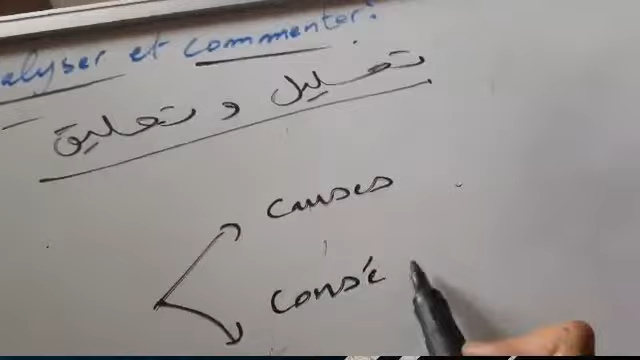 alyser et commenter:
تحليل و تعليق
causes
consé